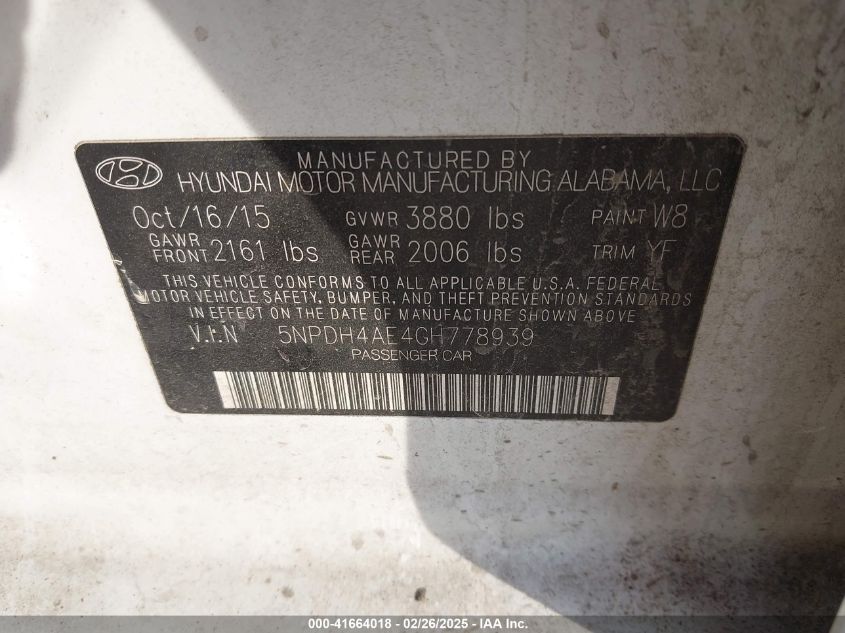 MANUFACTURED BY
HYUNDAI MOTOR MANUFACTURING ALABAMA, LLC
Oct/16/15 GVWR 3880 lbs PAINT W8
GAWR FRONT 2161 lbs GAWR REAR 2006 lbs TRIM YF
THIS VEHICLE CONFORMS TO ALL APPLICABLE U.S.A. FEDERAL
MOTOR VEHICLE SAFETY, BUMPER, AND THEFT PREVENTION STANDARDS
IN EFFECT ON THE DATE OF MANUFACTURE SHOWN ABOVE.
V.I.N 5NPDH4AE4GH778939
PASSENGER CAR
000-41664018 - 02/26/2025 - IAA Inc.